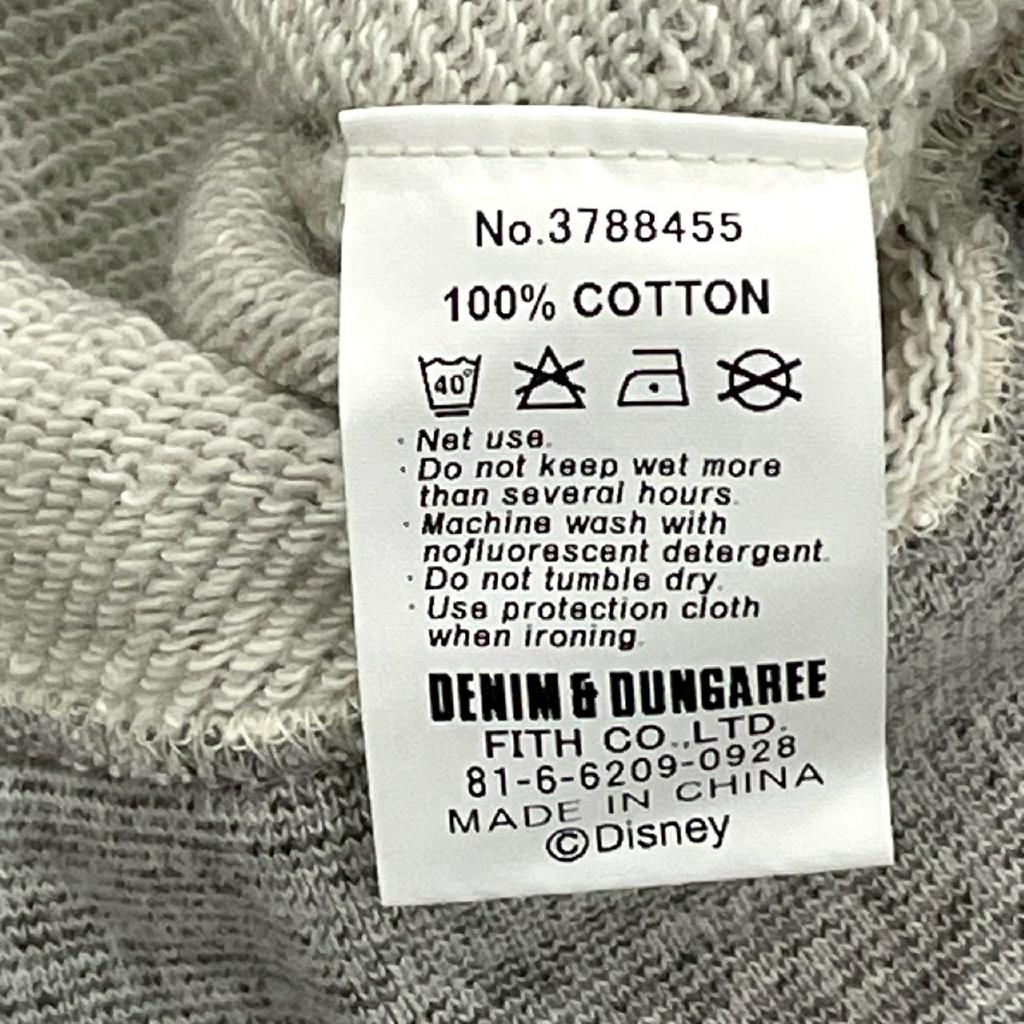 No.3788455
100% COTTON
40°
・Net use.
・Do not keep wet more
than several hours.
・Machine wash with
nofluorescent detergent.
・Do not tumble dry.
・Use protection cloth
when ironing.
DENIM & DUNGAREE
FITH CO.,LTD.
81-6-6209-0928
MADE IN CHINA
©Disney